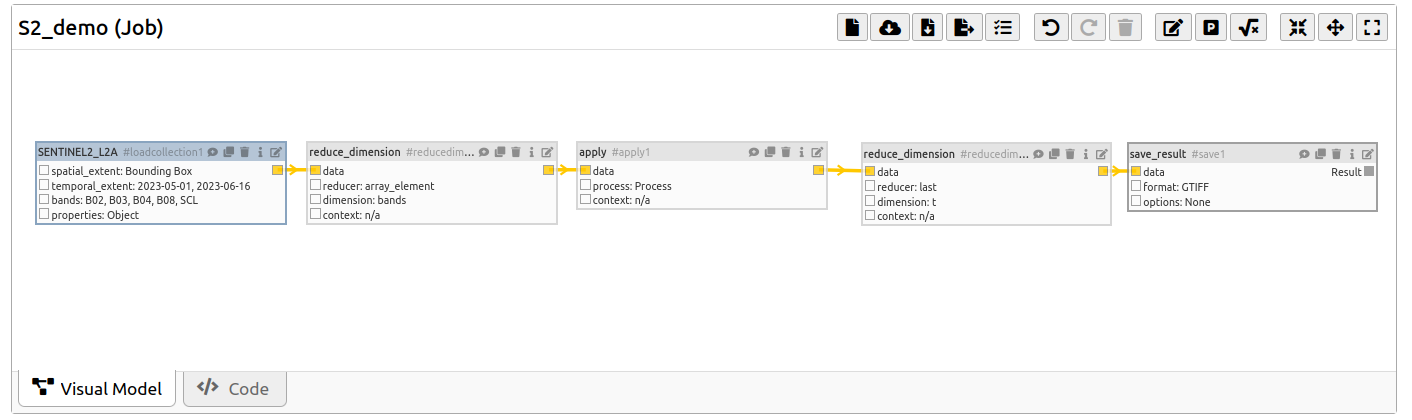 S2_demo (Job)
SENTINEL2_L2A #loadcollection1
spatial_extent: Bounding Box
temporal_extent: 2023-05-01, 2023-06-16
bands: B02, B03, B04, B08, SCL
properties: Object
reduce_dimension #reducedim...
data
reducer: array_element
dimension: bands
context: n/a
apply #apply1
data
process: Process
context: n/a
reduce_dimension #reducedim...
data
reducer: last
dimension: t
context: n/a
save_result #save1
data Result
format: GTIFF
options: None
Visual Model
Code